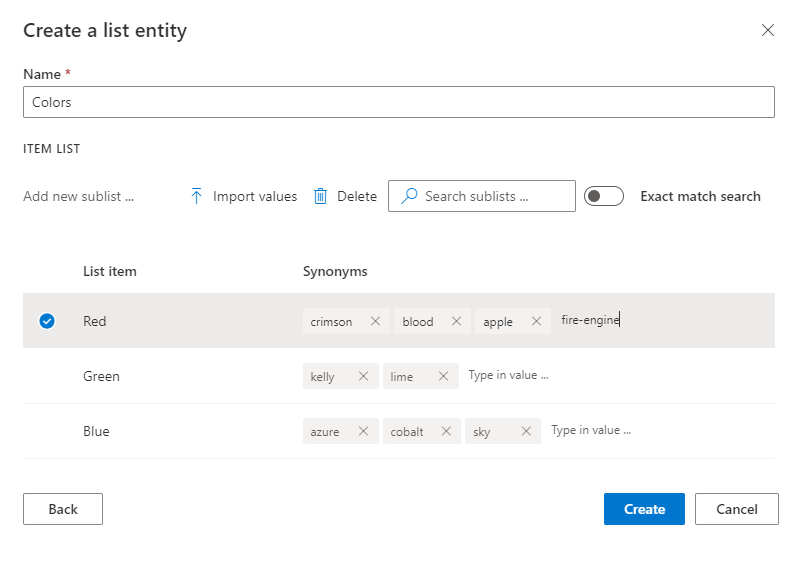 Create a list entity
Name *
Colors
ITEM LIST
Add new sublist ... Import values Delete Search sublists ... Exact match search
List item Synonyms
Red crimson blood apple fire-engine
Green kelly lime Type in value ...
Blue azure cobalt sky Type in value ...
Back Create Cancel